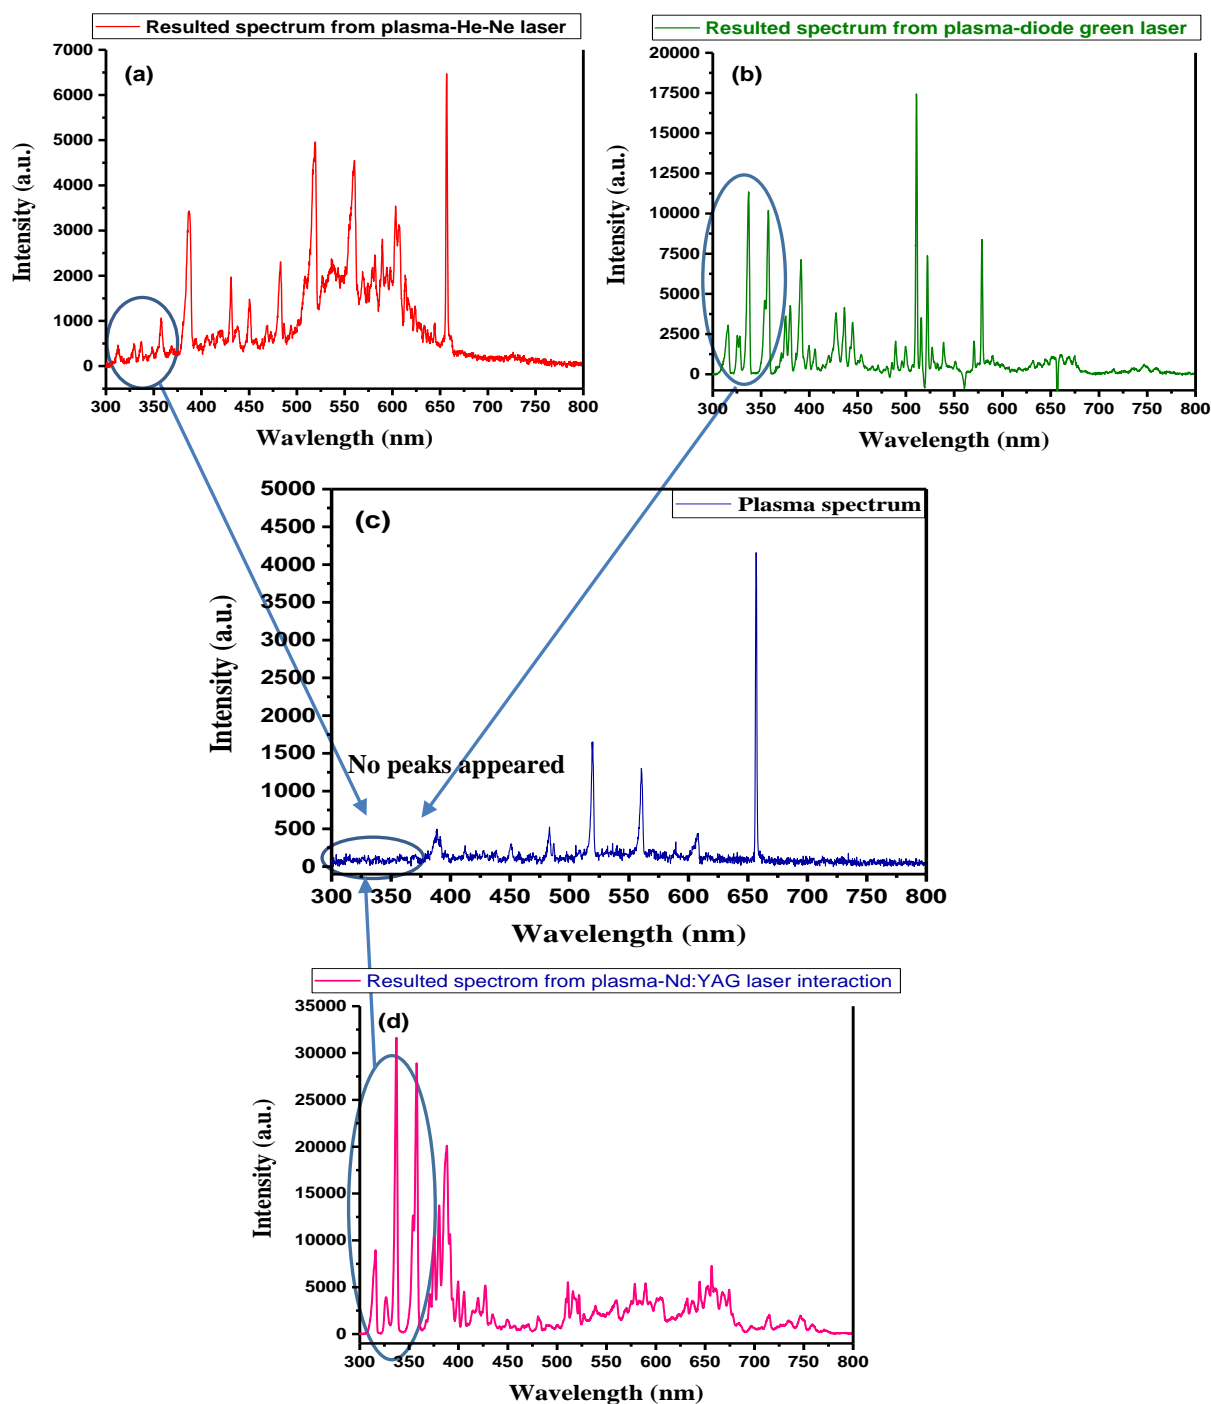 Resulted spectrum from plasma-He-Ne laser
(a)
7000
6000
5000
4000
3000
2000
1000
0
Intensity (a.u.)
300 350 400 450 500 550 600 650 700 750 800
Wavlength (nm)
Resulted spectrum from plasma-diode green laser
(b)
20000
17500
15000
12500
10000
7500
5000
2500
0
Intensity (a.u.)
300 350 400 450 500 550 600 650 700 750 800
Wavelength (nm)
Plasma spectrum
(c)
5000
4500
4000
3500
3000
2500
2000
1500
1000
500
0
Intensity (a.u.)
No peaks appeared
300 350 400 450 500 550 600 650 700 750 800
Wavelength (nm)
Resulted spectrom from plasma-Nd:YAG laser interaction
(d)
35000
30000
25000
20000
15000
10000
5000
0
Intensity (a.u.)
300 350 400 450 500 550 600 650 700 750 800
Wavelength (nm)